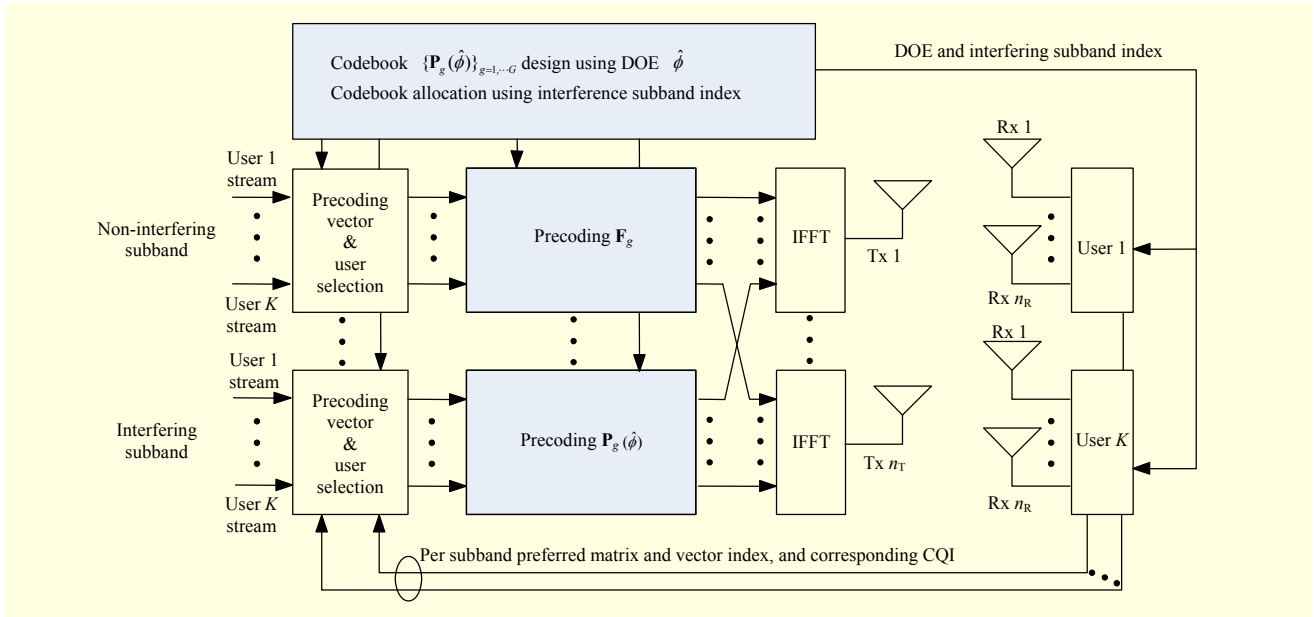 Codebook {P_g(φ̂)}_{g=1,⋯G} design using DOE φ̂
Codebook allocation using interference subband index
DOE and interfering subband index
User 1
stream
Non-interfering
subband
User K
stream
Precoding
vector
&
user
selection
Precoding F_g
IFFT
Tx 1
Rx 1
Rx n_R
User 1
User 1
stream
Interfering
subband
User K
stream
Precoding
vector
&
user
selection
Precoding P_g(φ̂)
IFFT
Tx n_T
Rx 1
Rx n_R
User K
Per subband preferred matrix and vector index, and corresponding CQI